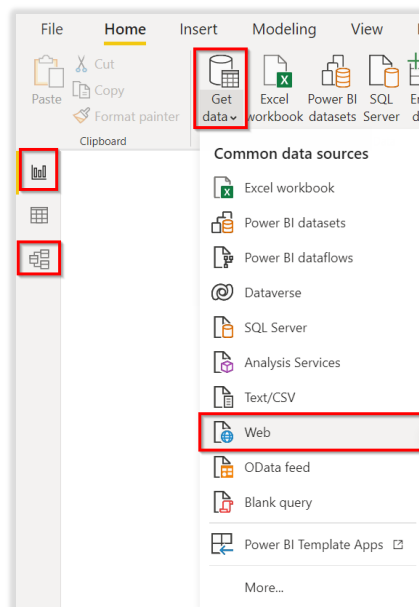 File Home Insert Modeling View
Cut
Copy
Paste
Format painter
Clipboard
Get data
Excel workbook
Power BI datasets
SQL Server
Common data sources
Excel workbook
Power BI datasets
Power BI dataflows
Dataverse
SQL Server
Analysis Services
Text/CSV
Web
OData feed
Blank query
Power BI Template Apps
More...